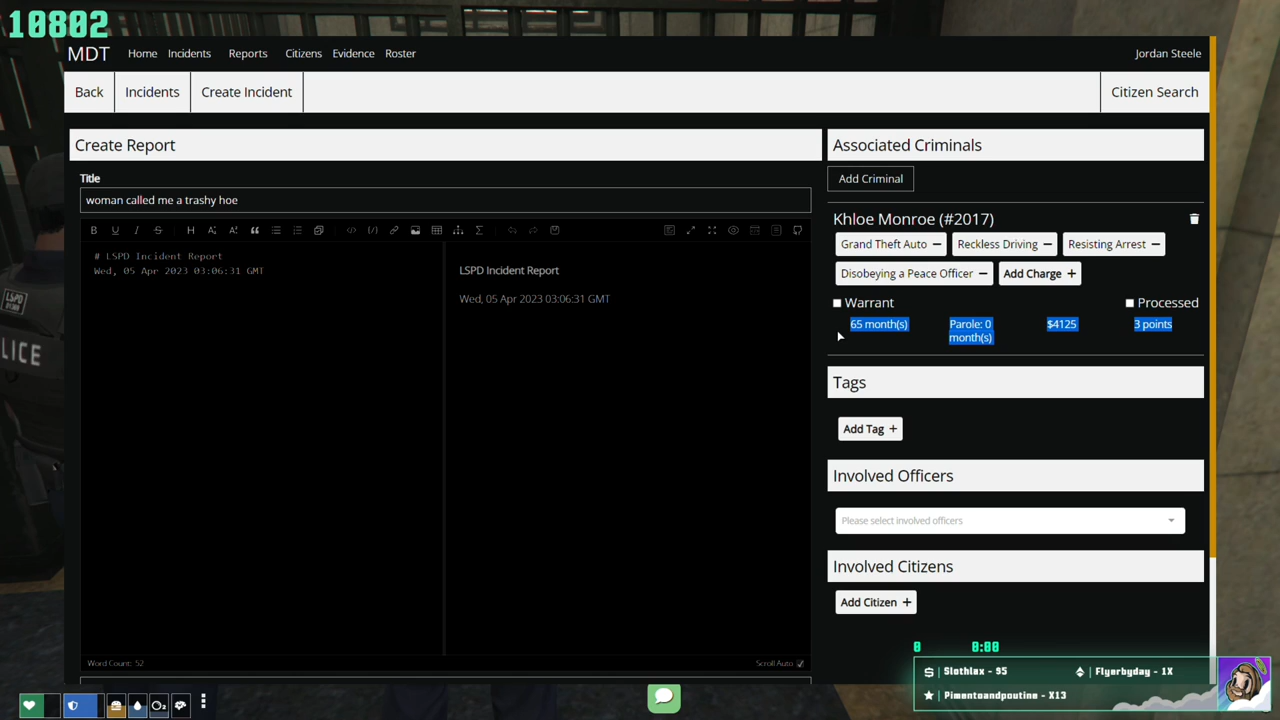 10802
MDT Home Incidents Reports Citizens Evidence Roster Jordan Steele
Back Incidents Create Incident Citizen Search
Create Report
Title
woman called me a trashy hoe
# LSPD Incident Report
Wed, 05 Apr 2023 03:06:31 GMT
LSPD Incident Report
Wed, 05 Apr 2023 03:06:31 GMT
Word Count: 52
Scroll Auto
Associated Criminals
Add Criminal
Khloe Monroe (#2017)
Grand Theft Auto − Reckless Driving − Resisting Arrest −
Disobeying a Peace Officer − Add Charge +
Warrant Processed
65 month(s) Parole: 0 month(s) $4125 3 points
Tags
Add Tag +
Involved Officers
Please select involved officers
Involved Citizens
Add Citizen +
0 0:00
Slothlax - 95 Flyerbyday - 1X
Pimentoandpoutine - X13
LSPD
LICE